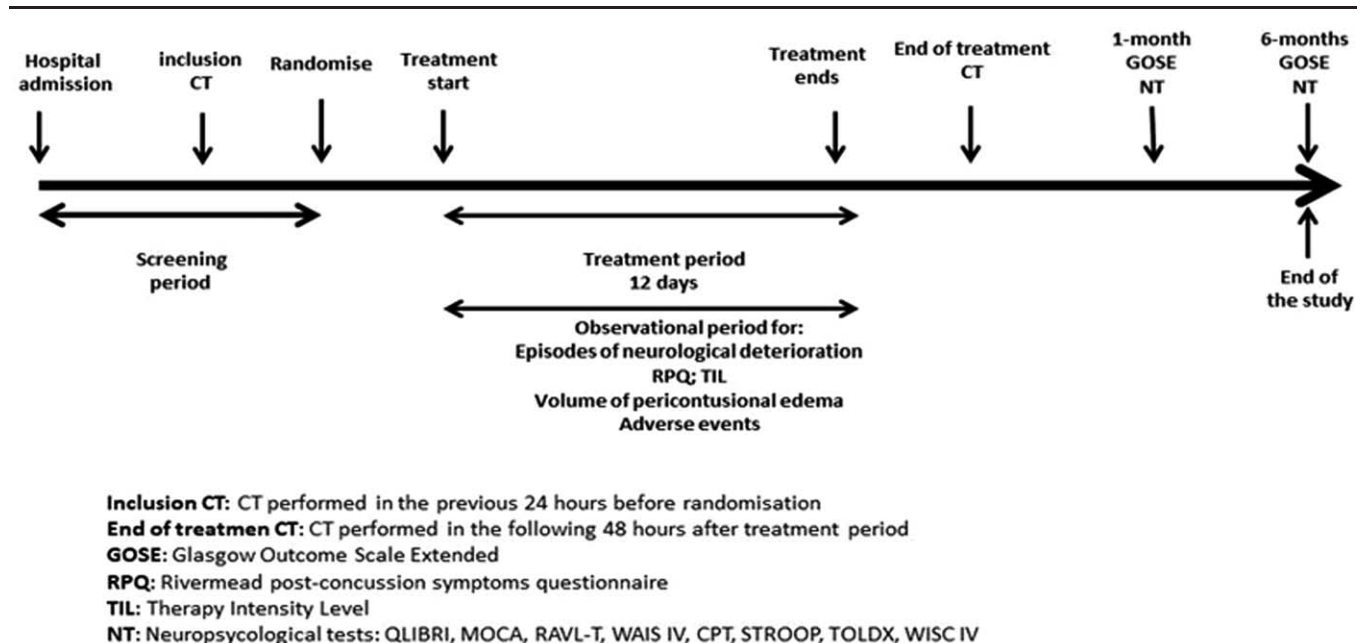 Hospital
admission
inclusion
CT
Randomise
Treatment
start
Treatment
ends
End of treatment
CT
1-month
GOSE
NT
6-months
GOSE
NT
Screening
period
Treatment period
12 days
End of
the study
Observational period for:
Episodes of neurological deterioration
RPQ; TIL
Volume of pericontusional edema
Adverse events
Inclusion CT: CT performed in the previous 24 hours before randomisation
End of treatmen CT: CT performed in the following 48 hours after treatment period
GOSE: Glasgow Outcome Scale Extended
RPQ: Rivermead post-concussion symptoms questionnaire
TIL: Therapy Intensity Level
NT: Neuropsycological tests: QLIBRI, MOCA, RAVL-T, WAIS IV, CPT, STROOP, TOLDX, WISC IV